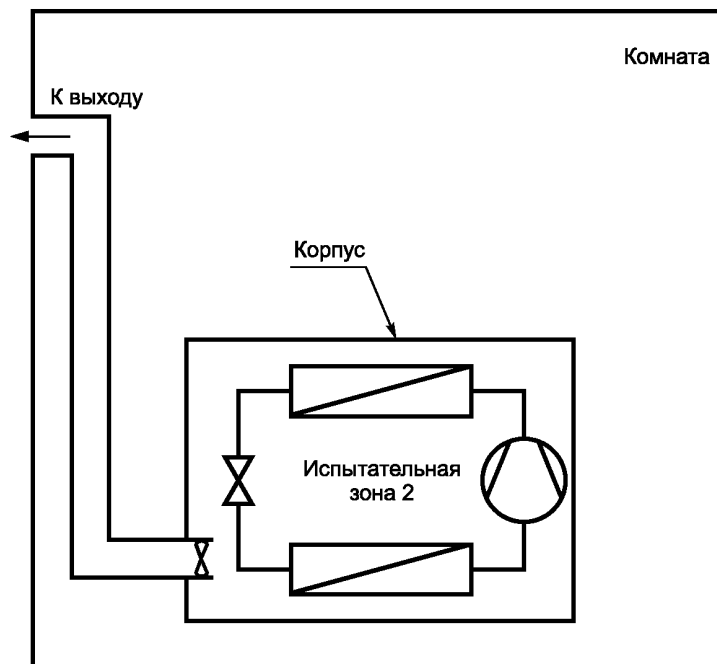 Комната
К выходу
Корпус
Испытательная
зона 2